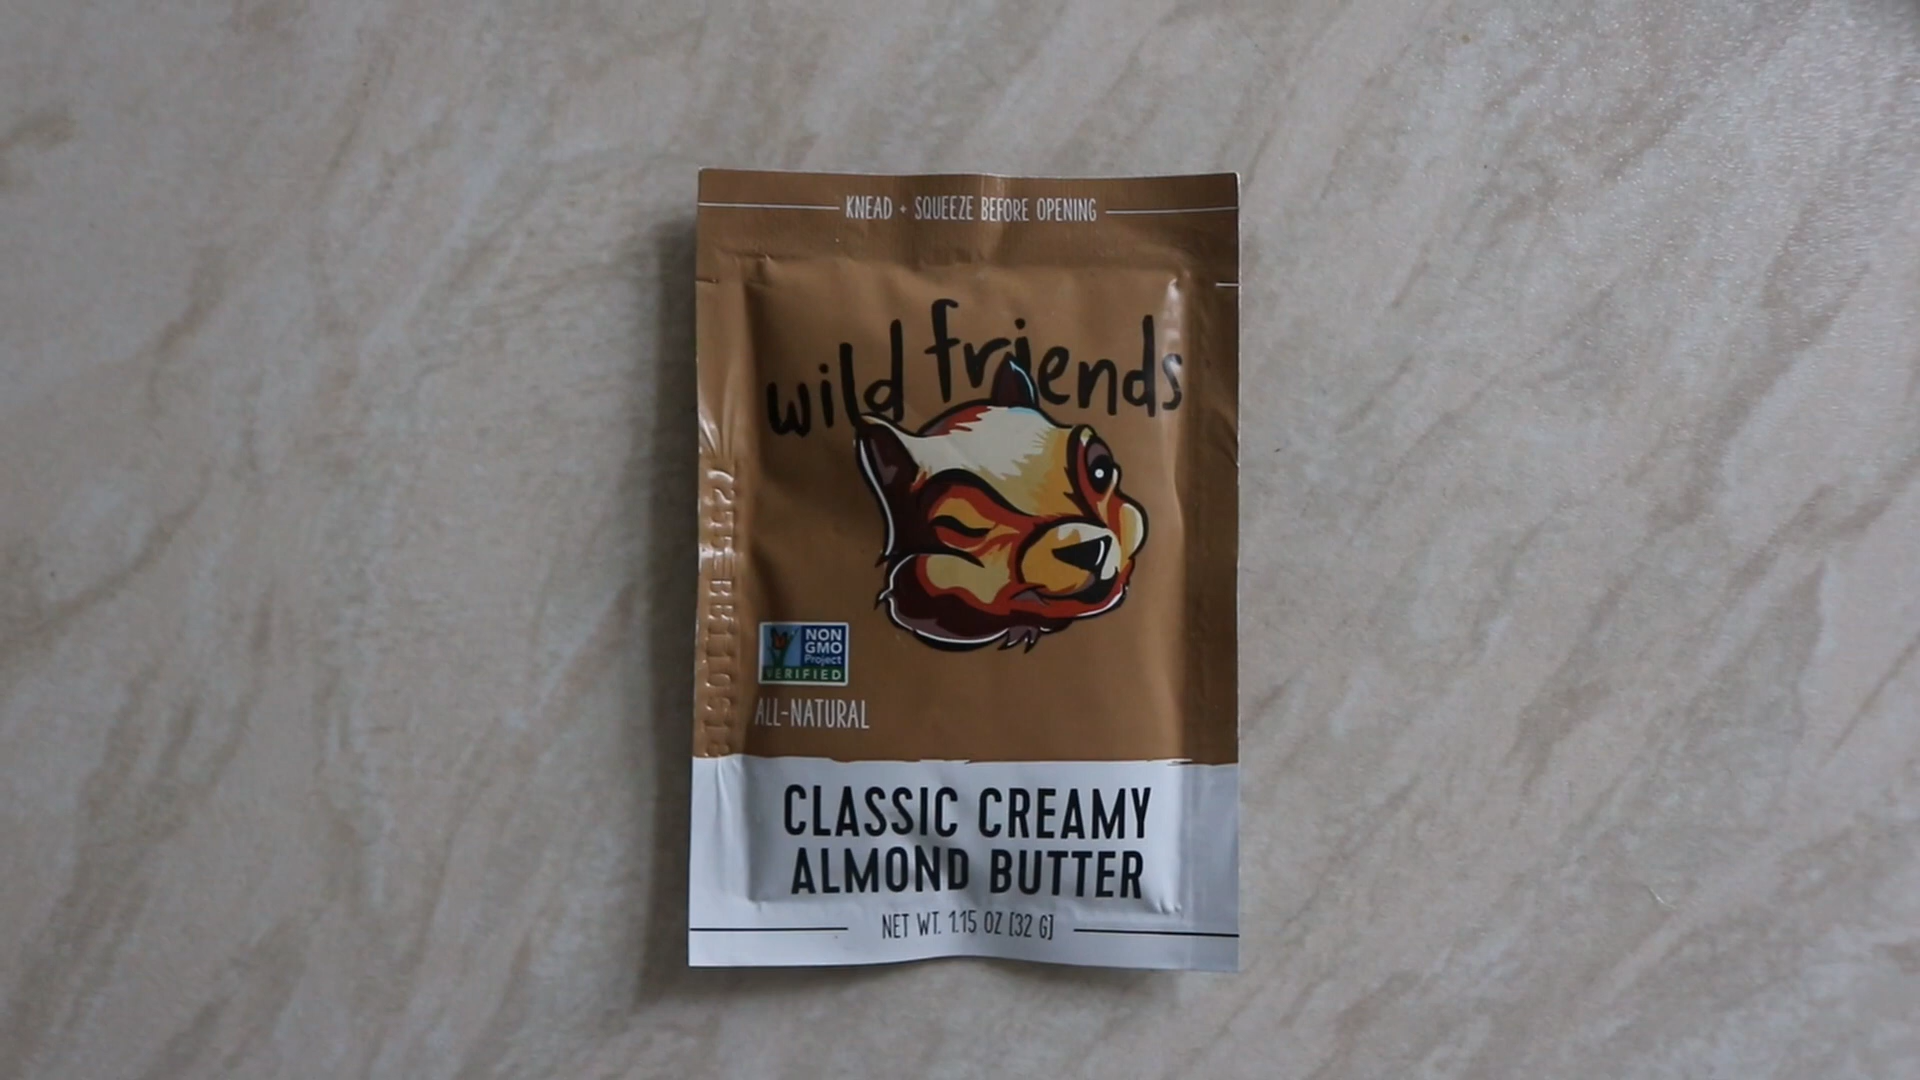 KNEAD + SQUEEZE BEFORE OPENING
wild friends
NON
GMO
Project
VERIFIED
ALL-NATURAL
CLASSIC CREAMY
ALMOND BUTTER
NET WT. 1.15 OZ [32 G]